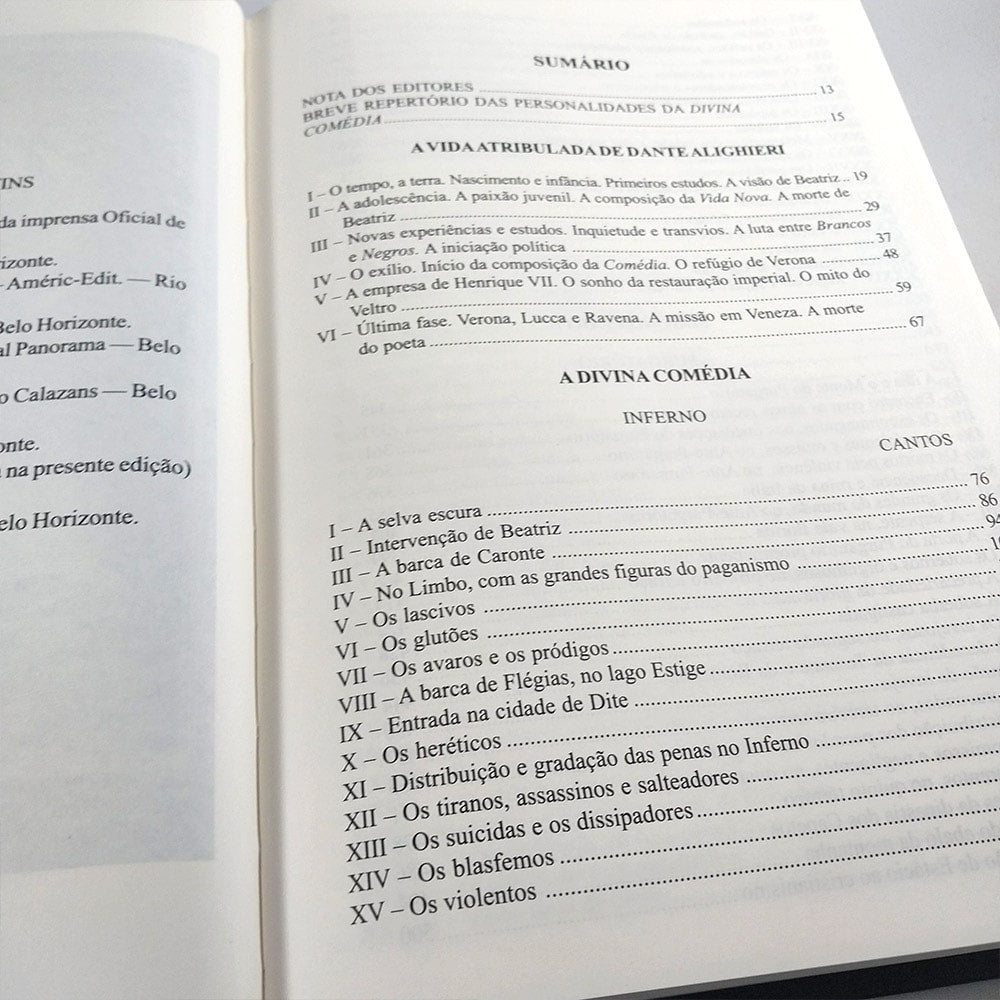 INS
da imprensa Oficial de
izonte.
Améric-Edit. — Rio
Belo Horizonte.
al Panorama — Belo
o Calazans — Belo
onte.
na presente edição)
elo Horizonte.
SUMÁRIO
NOTA DOS EDITORES ........ 13
BREVE REPERTÓRIO DAS PERSONALIDADES DA DIVINA
COMÉDIA ........ 15
A VIDA ATRIBULADA DE DANTE ALIGHIERI
I – O tempo, a terra. Nascimento e infância. Primeiros estudos. A visão de Beatriz .. 19
II – A adolescência. A paixão juvenil. A composição da Vida Nova. A morte de
Beatriz ........ 29
III – Novas experiências e estudos. Inquietude e transvios. A luta entre Brancos
e Negros. A iniciação política ........ 37
IV – O exílio. Início da composição da Comédia. O refúgio de Verona ........ 48
V – A empresa de Henrique VII. O sonho da restauração imperial. O mito do
Veltro ........ 59
VI – Última fase. Verona, Lucca e Ravena. A missão em Veneza. A morte
do poeta ........ 67
A DIVINA COMÉDIA
INFERNO
CANTOS
I – A selva escura ........ 76
II – Intervenção de Beatriz ........ 86
III – A barca de Caronte ........ 94
IV – No Limbo, com as grandes figuras do paganismo ........
V – Os lascivos ........
VI – Os glutões ........
VII – Os avaros e os pródigos ........
VIII – A barca de Flégias, no lago Estige ........
IX – Entrada na cidade de Dite ........
X – Os heréticos ........
XI – Distribuição e gradação das penas no Inferno ........
XII – Os tiranos, assassinos e salteadores ........
XIII – Os suicidas e os dissipadores ........
XIV – Os blasfemos ........
XV – Os violentos ........